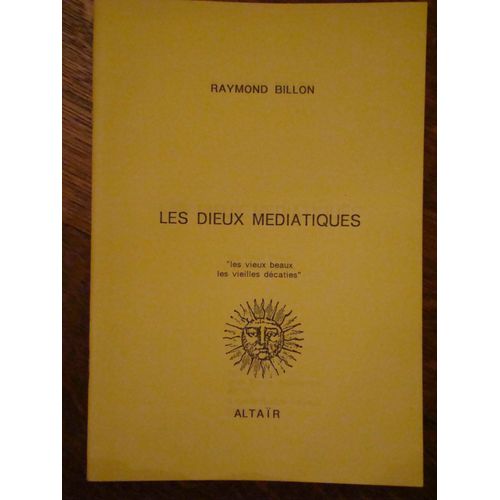 RAYMOND BILLON
LES DIEUX MEDIATIQUES
"les vieux beaux
les vieilles décaties"
ALTAÏR